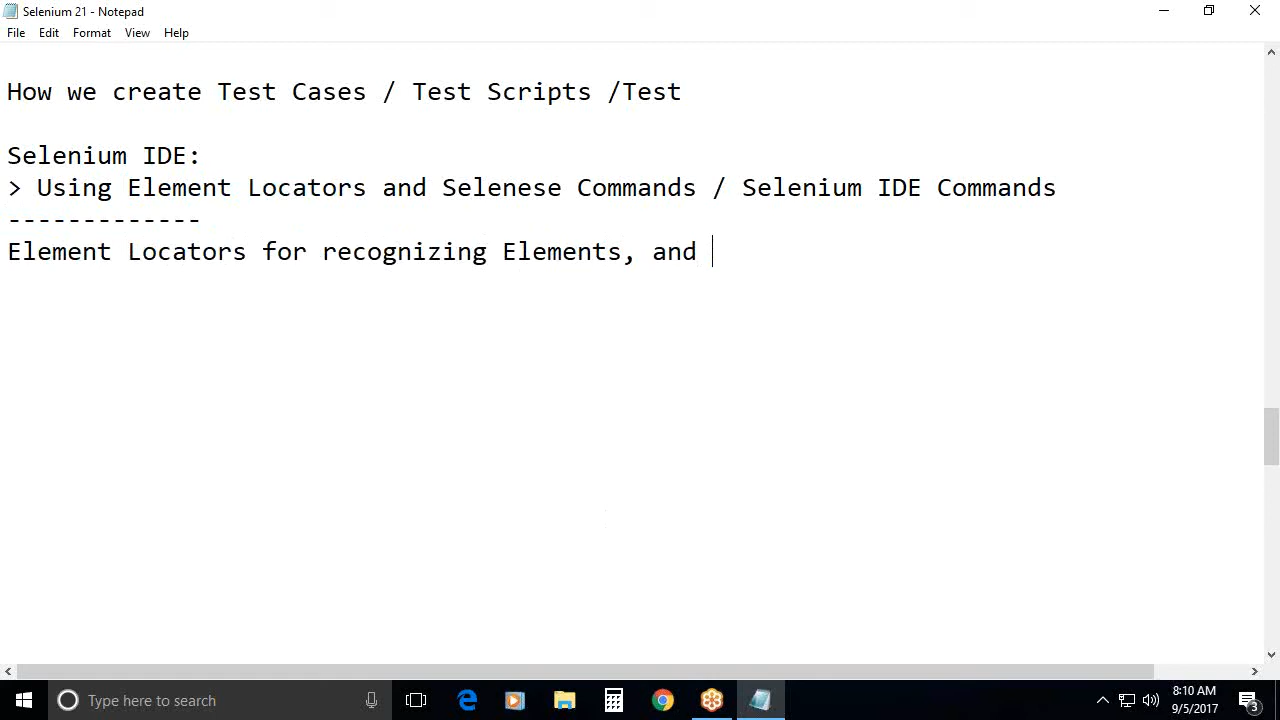 Selenium 21 - Notepad
File Edit Format View Help
How we create Test Cases / Test Scripts /Test
Selenium IDE:
> Using Element Locators and Selenese Commands / Selenium IDE Commands
-------------
Element Locators for recognizing Elements, and
Type here to search
8:10 AM
9/5/2017
3